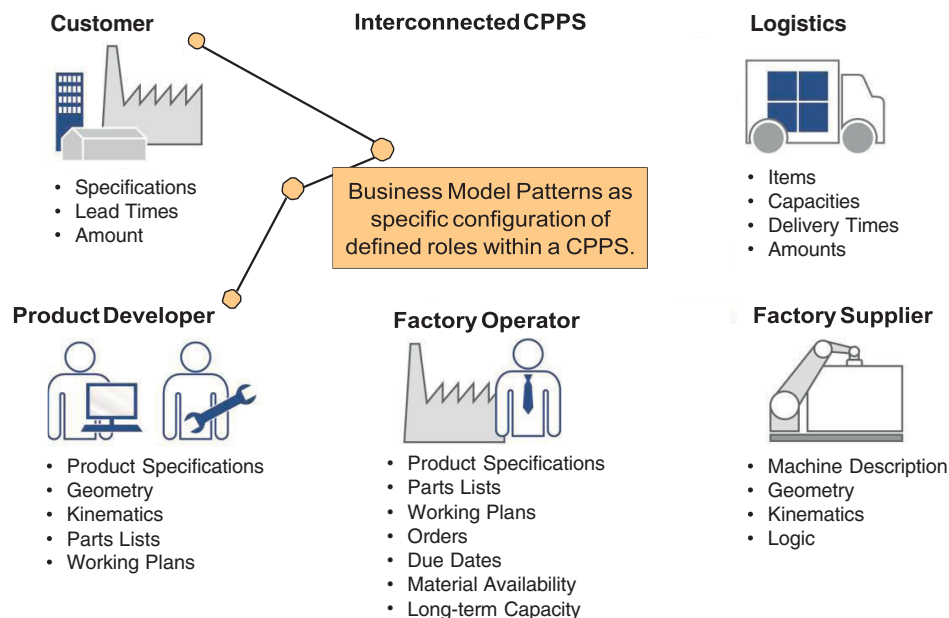 Customer
Interconnected CPPS
Logistics
• Specifications
• Lead Times
• Amount
Business Model Patterns as
specific configuration of
defined roles within a CPPS.
• Items
• Capacities
• Delivery Times
• Amounts
Product Developer
Factory Operator
Factory Supplier
• Product Specifications
• Geometry
• Kinematics
• Parts Lists
• Working Plans
• Product Specifications
• Parts Lists
• Working Plans
• Orders
• Due Dates
• Material Availability
• Long-term Capacity
• Machine Description
• Geometry
• Kinematics
• Logic